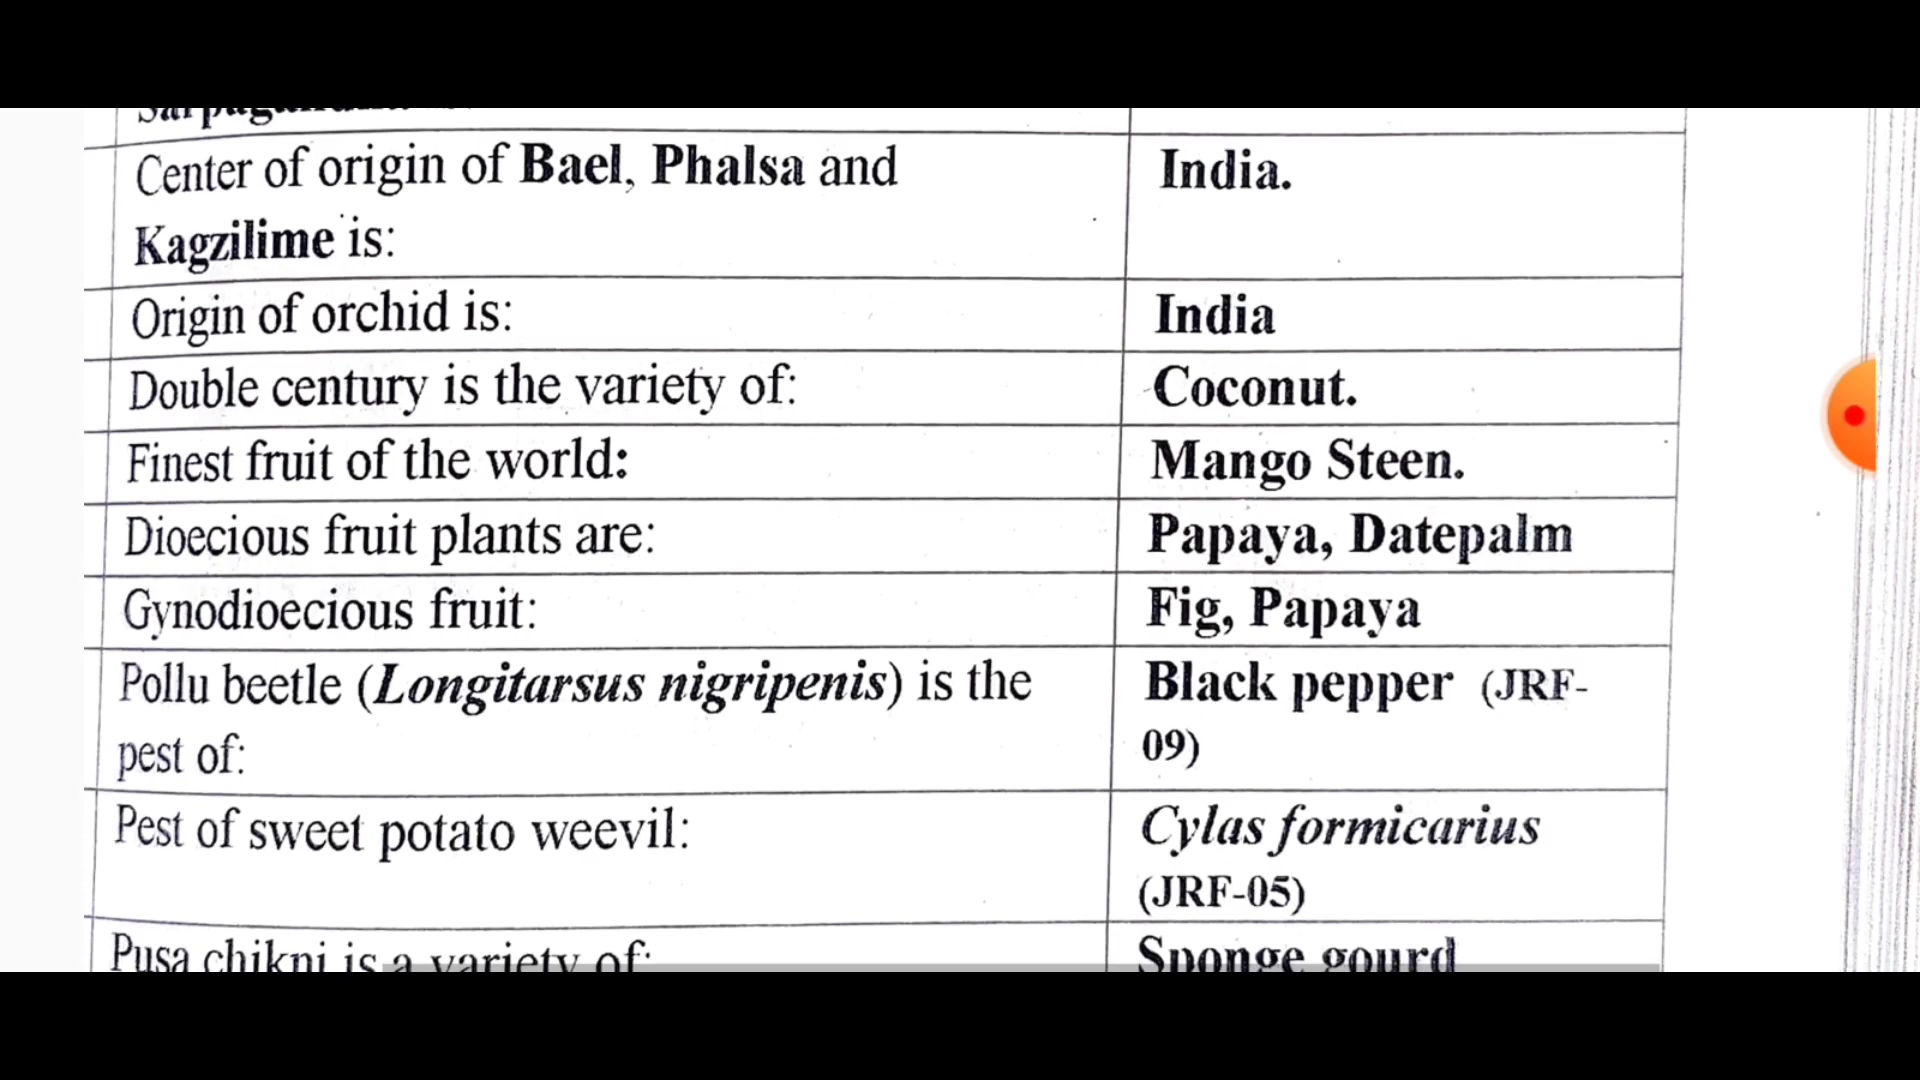 Center of origin of Bael, Phalsa and
Kagzilime is:
India.
Origin of orchid is:
India
Double century is the variety of:
Coconut.
Finest fruit of the world:
Mango Steen.
Dioecious fruit plants are:
Papaya, Datepalm
Gynodioecious fruit:
Fig, Papaya
Pollu beetle (Longitarsus nigripenis) is the
pest of:
Black pepper (JRF-
09)
Pest of sweet potato weevil:
Cylas formicarius
(JRF-05)
Pusa chikni is a variety of:
Sponge gourd